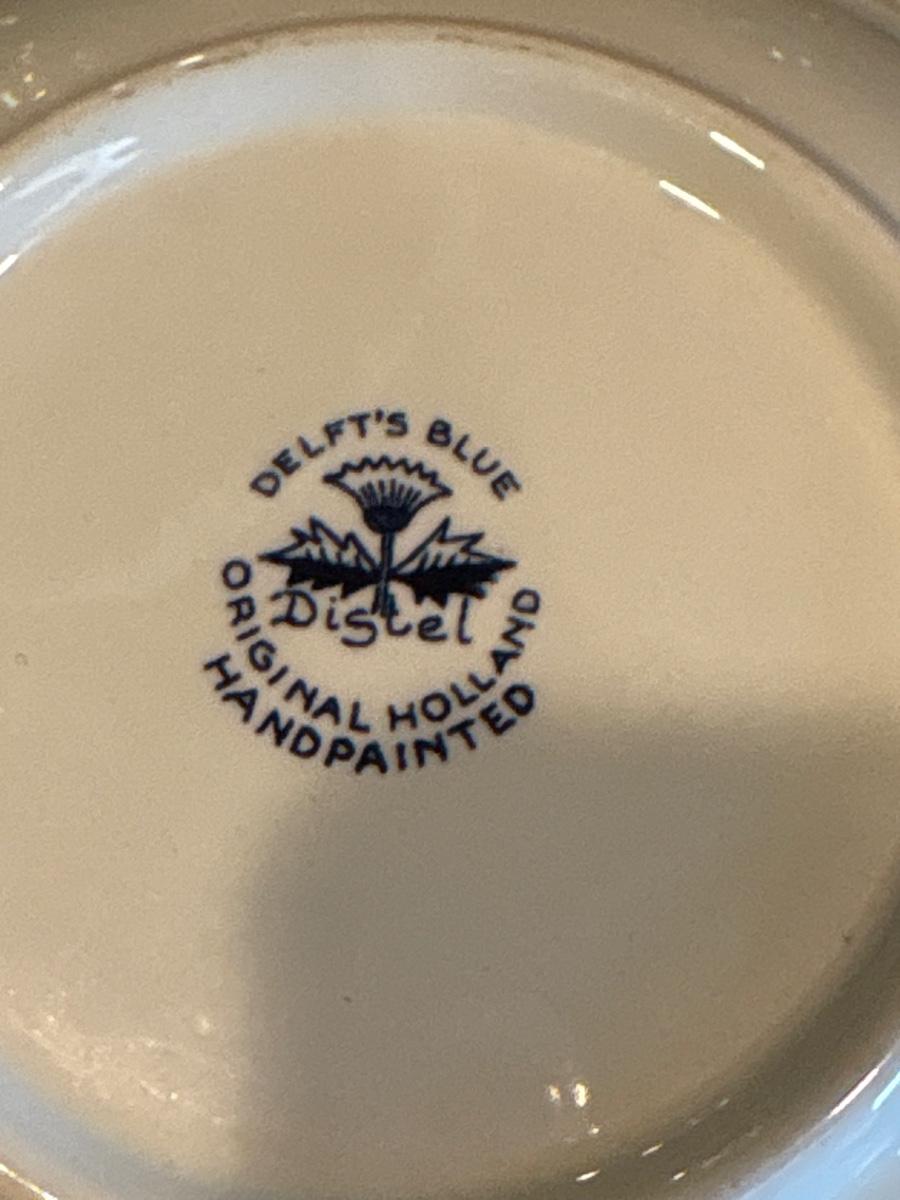 DELFT'S BLUE
Distel
ORIGINAL HOLLAND
HANDPAINTED